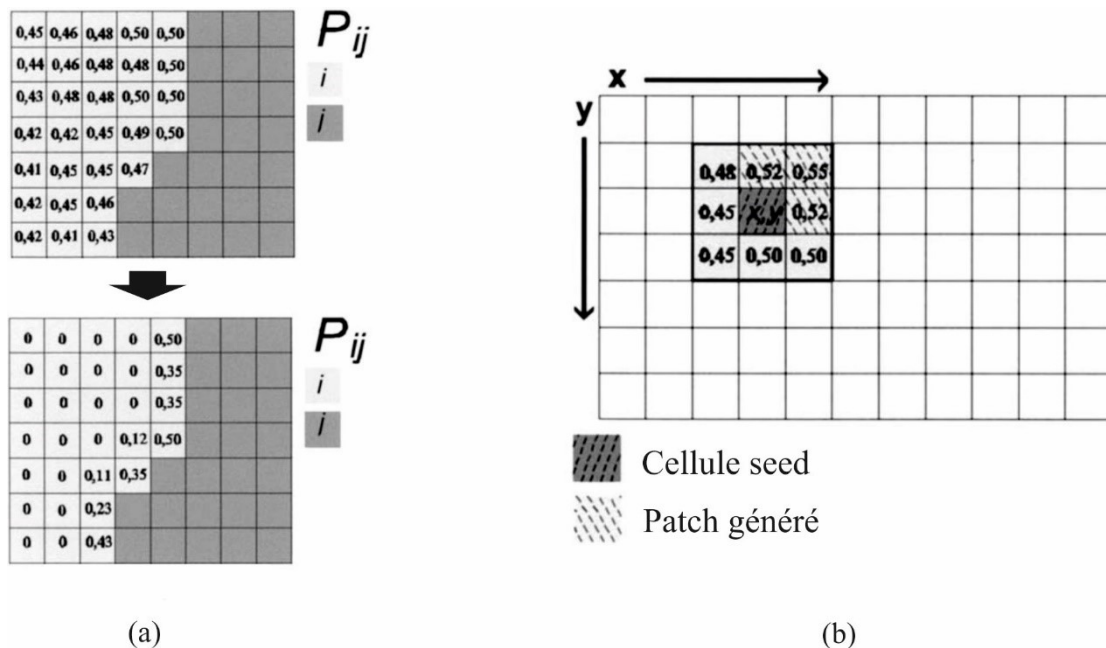 0,45 0,46 0,48 0,50 0,50
0,44 0,46 0,48 0,48 0,50
0,43 0,48 0,48 0,50 0,50
0,42 0,42 0,45 0,49 0,50
0,41 0,45 0,45 0,47
0,42 0,45 0,46
0,42 0,41 0,43
Pij
i
j
0 0 0 0 0,50
0 0 0 0 0,35
0 0 0 0 0,35
0 0 0 0,12 0,50
0 0 0,11 0,35
0 0 0,23
0 0 0,43
Pij
i
j
(a)
x
y
0,48 0,52 0,55
0,45 x,y 0,52
0,45 0,50 0,50
Cellule seed
Patch généré
(b)